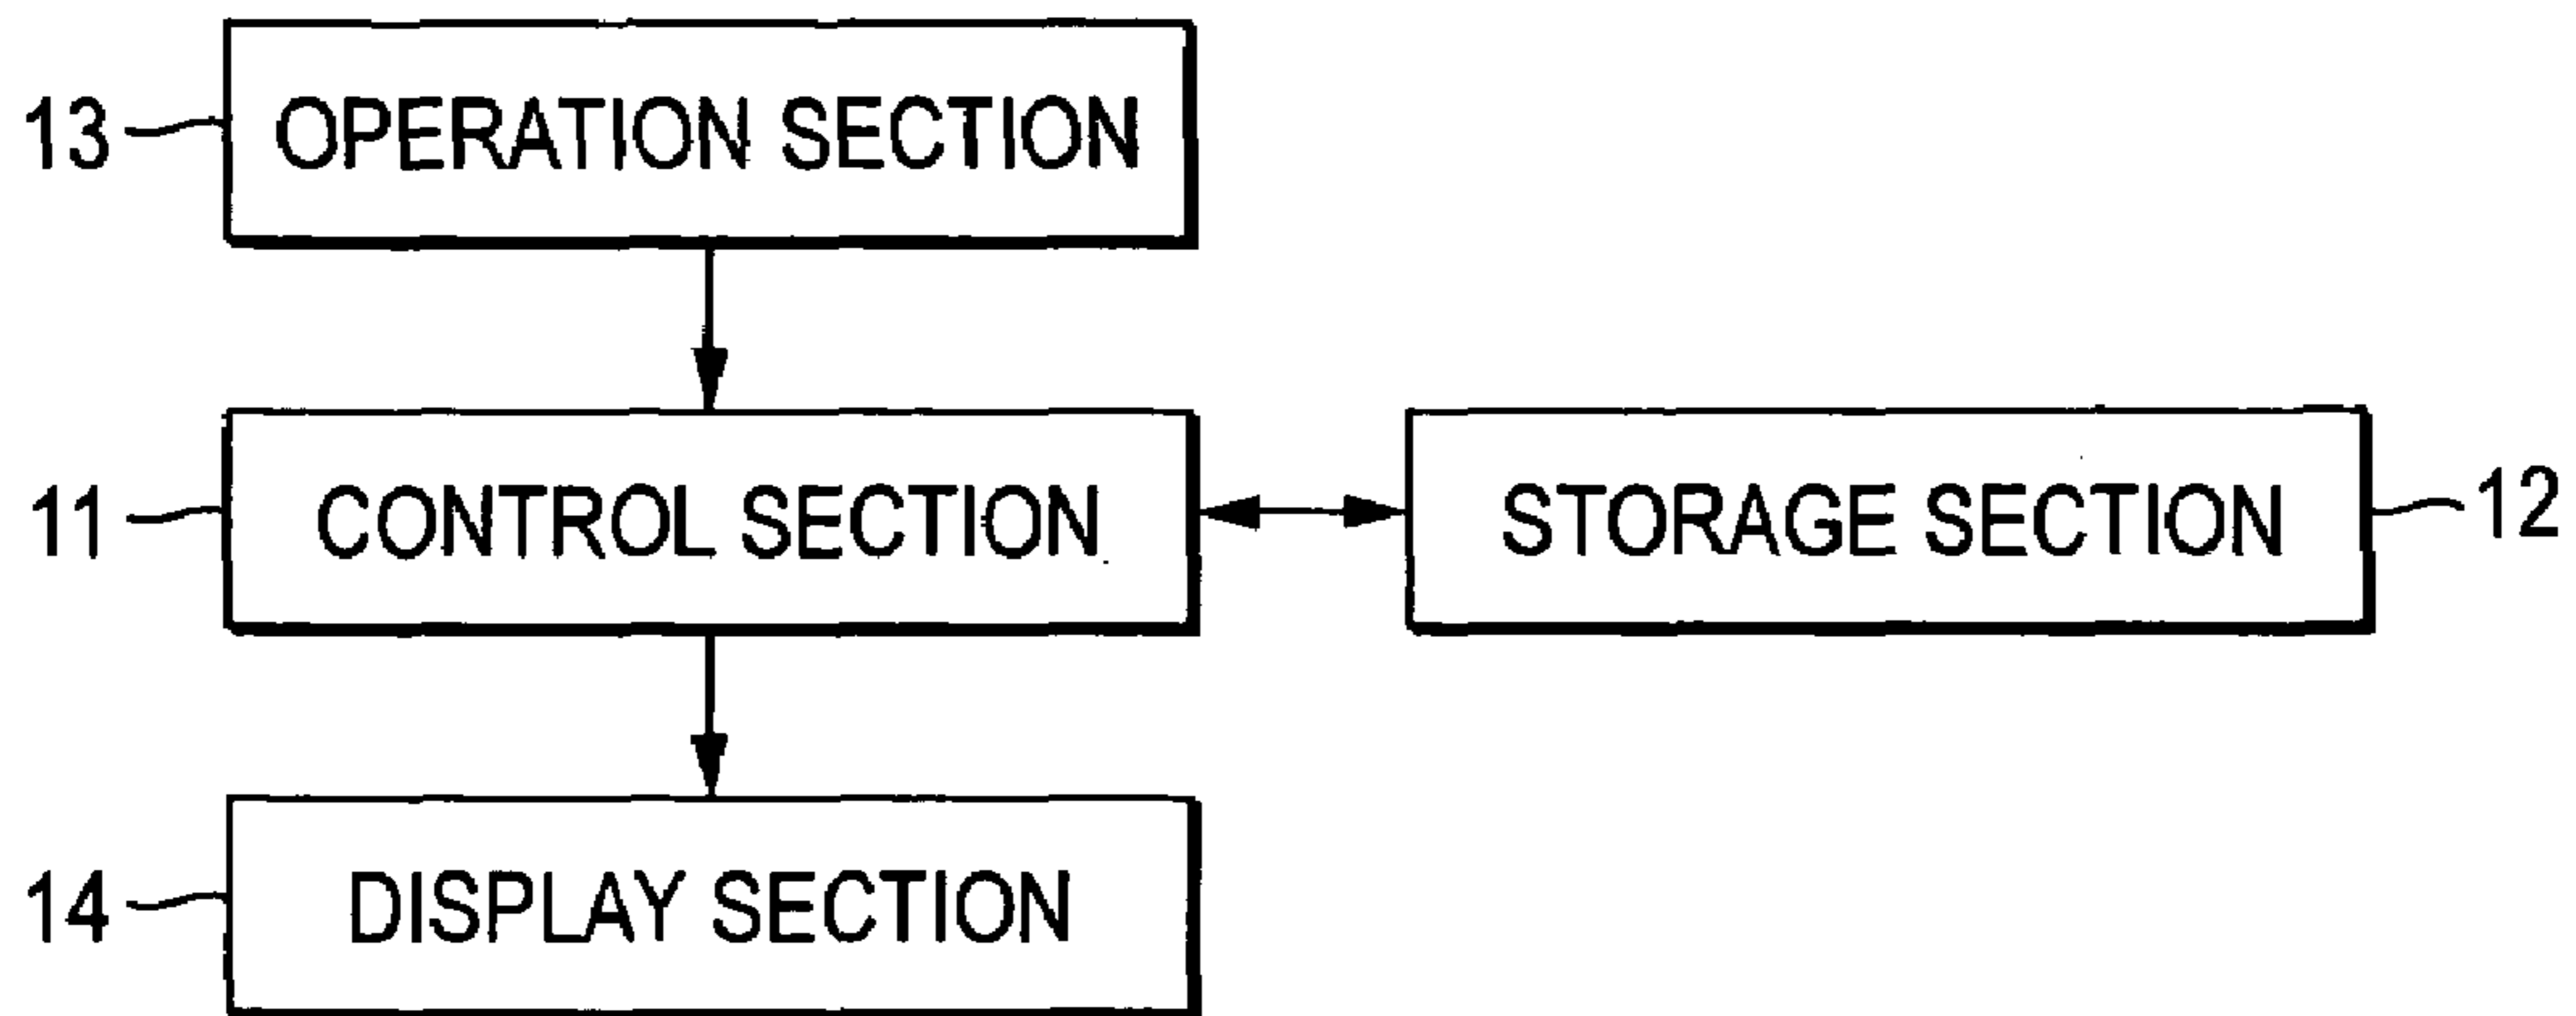 13 OPERATION SECTION
11 CONTROL SECTION
STORAGE SECTION 12
14 DISPLAY SECTION